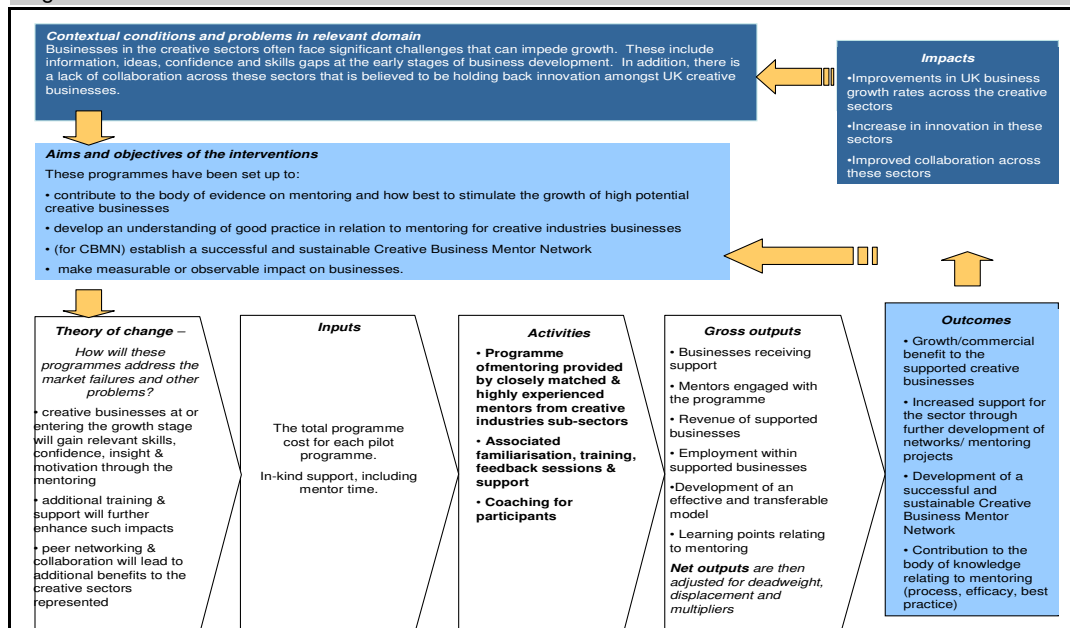 Contextual conditions and problems in relevant domain
Businesses in the creative sectors often face significant challenges that can impede growth. These include
information, ideas, confidence and skills gaps at the early stages of business development. In addition, there is
a lack of collaboration across these sectors that is believed to be holding back innovation amongst UK creative
businesses.
Impacts
•Improvements in UK business
growth rates across the creative
sectors
•Increase in innovation in these
sectors
•Improved collaboration across
these sectors
Aims and objectives of the interventions
These programmes have been set up to:
• contribute to the body of evidence on mentoring and how best to stimulate the growth of high potential
creative businesses
• develop an understanding of good practice in relation to mentoring for creative industries businesses
• (for CBMN) establish a successful and sustainable Creative Business Mentor Network
• make measurable or observable impact on businesses.
Theory of change –
How will these
programmes address the
market failures and other
problems?
• creative businesses at or
entering the growth stage
will gain relevant skills,
confidence, insight &
motivation through the
mentoring
• additional training &
support will further
enhance such impacts
• peer networking &
collaboration will lead to
additional benefits to the
creative sectors
represented
Inputs
The total programme
cost for each pilot
programme.
In-kind support, including
mentor time.
Activities
• Programme
ofmentoring provided
by closely matched &
highly experienced
mentors from creative
industries sub-sectors
• Associated
familiarisation, training,
feedback sessions &
support
• Coaching for
participants
Gross outputs
• Businesses receiving
support
• Mentors engaged with
the programme
• Revenue of supported
businesses
• Employment within
supported businesses
•Development of an
effective and transferable
model
• Learning points relating
to mentoring
Net outputs are then
adjusted for deadweight,
displacement and
multipliers
Outcomes
• Growth/commercial
benefit to the
supported creative
businesses
• Increased support for
the sector through
further development of
networks/ mentoring
projects
• Development of a
successful and
sustainable Creative
Business Mentor
Network
• Contribution to the
body of knowledge
relating to mentoring
(process, efficacy, best
practice)